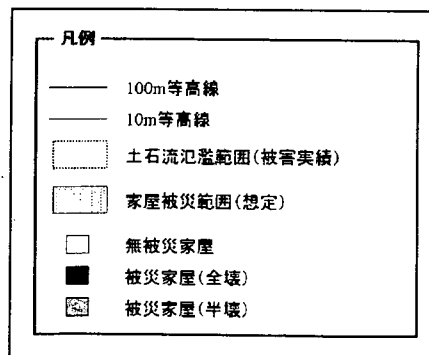 凡例
100m等高線
10m等高線
土石流氾濫範囲(被害実績)
家屋被災範囲(想定)
無被災家屋
被災家屋(全壊)
被災家屋(半壊)